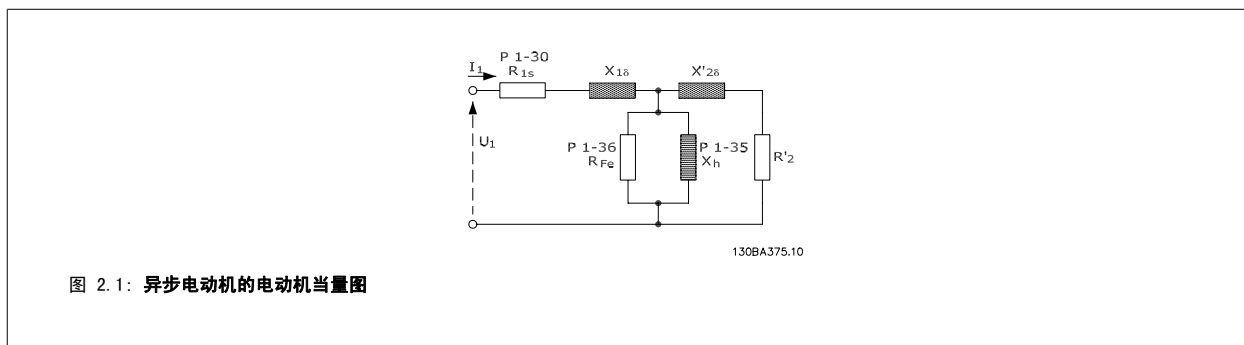 P 1-30
I1
R1s
X1δ
X'2δ
U1
P 1-36
RFe
P 1-35
Xh
R'2
130BA375.10
图 2.1: 异步电动机的电动机当量图